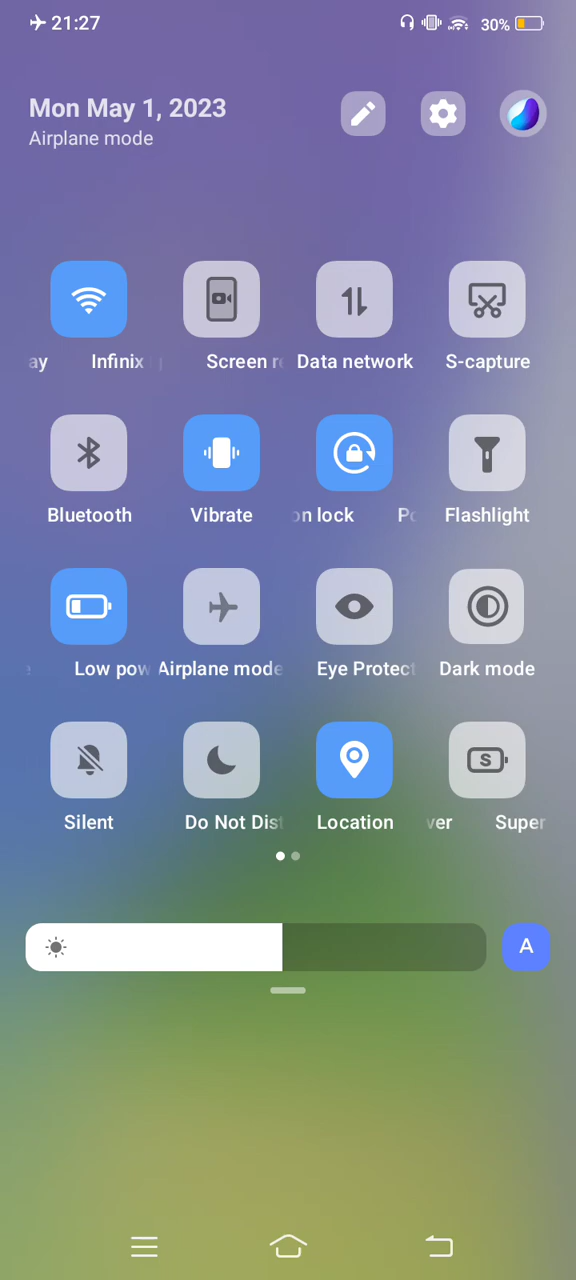 21:27
30%
Mon May 1, 2023
Airplane mode
ay Infinix
Screen
Data network
S-capture
Bluetooth
Vibrate
on lock
Flashlight
Low pow
Airplane mode
Eye Protect
Dark mode
Silent
Do Not Dist
Location
ver Super
S
A